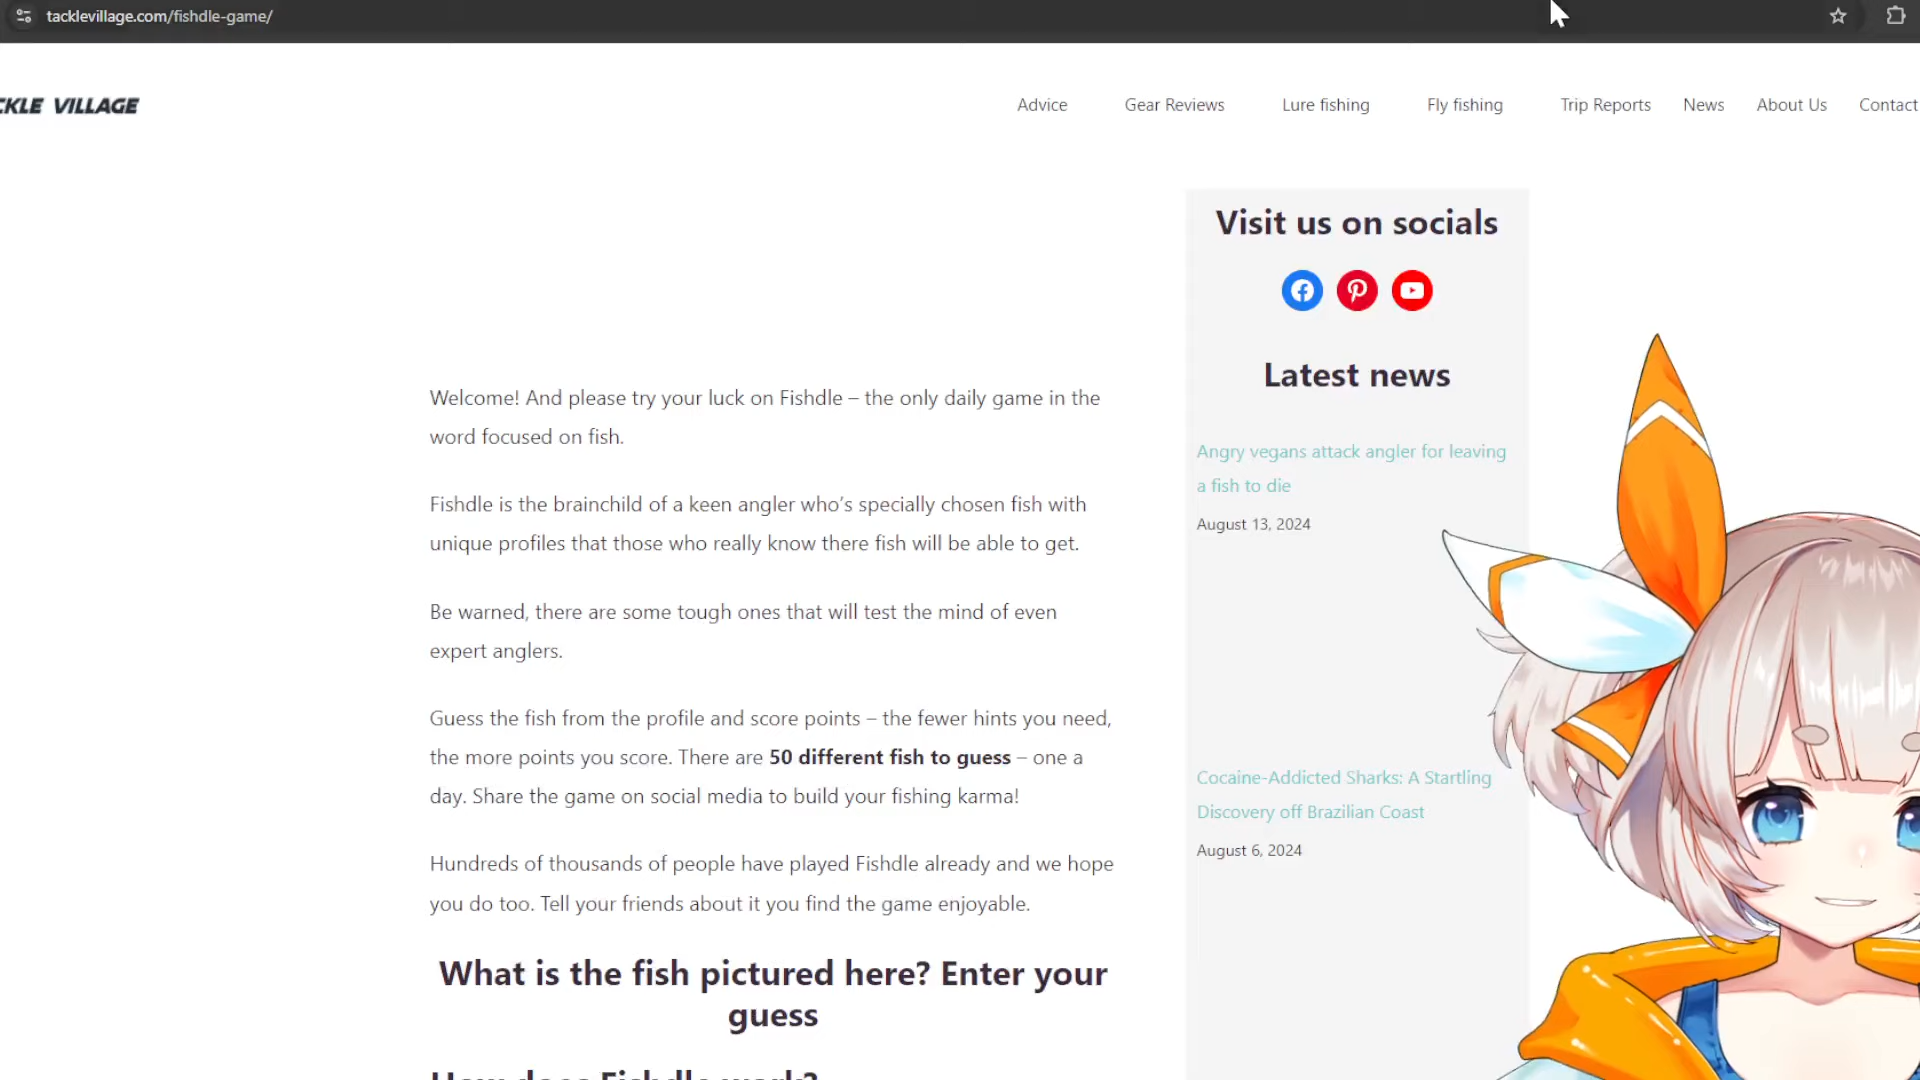 tacklevillage.com/fishdle-game/
CKLE VILLAGE
Advice Gear Reviews Lure fishing Fly fishing Trip Reports News About Us Contact
Welcome! And please try your luck on Fishdle – the only daily game in the
word focused on fish.
Fishdle is the brainchild of a keen angler who's specially chosen fish with
unique profiles that those who really know there fish will be able to get.
Be warned, there are some tough ones that will test the mind of even
expert anglers.
Guess the fish from the profile and score points – the fewer hints you need,
the more points you score. There are 50 different fish to guess – one a
day. Share the game on social media to build your fishing karma!
Hundreds of thousands of people have played Fishdle already and we hope
you do too. Tell your friends about it you find the game enjoyable.
What is the fish pictured here? Enter your
guess
How does Fishdle work?
Visit us on socials
Latest news
Angry vegans attack angler for leaving
a fish to die
August 13, 2024
Cocaine-Addicted Sharks: A Startling
Discovery off Brazilian Coast
August 6, 2024